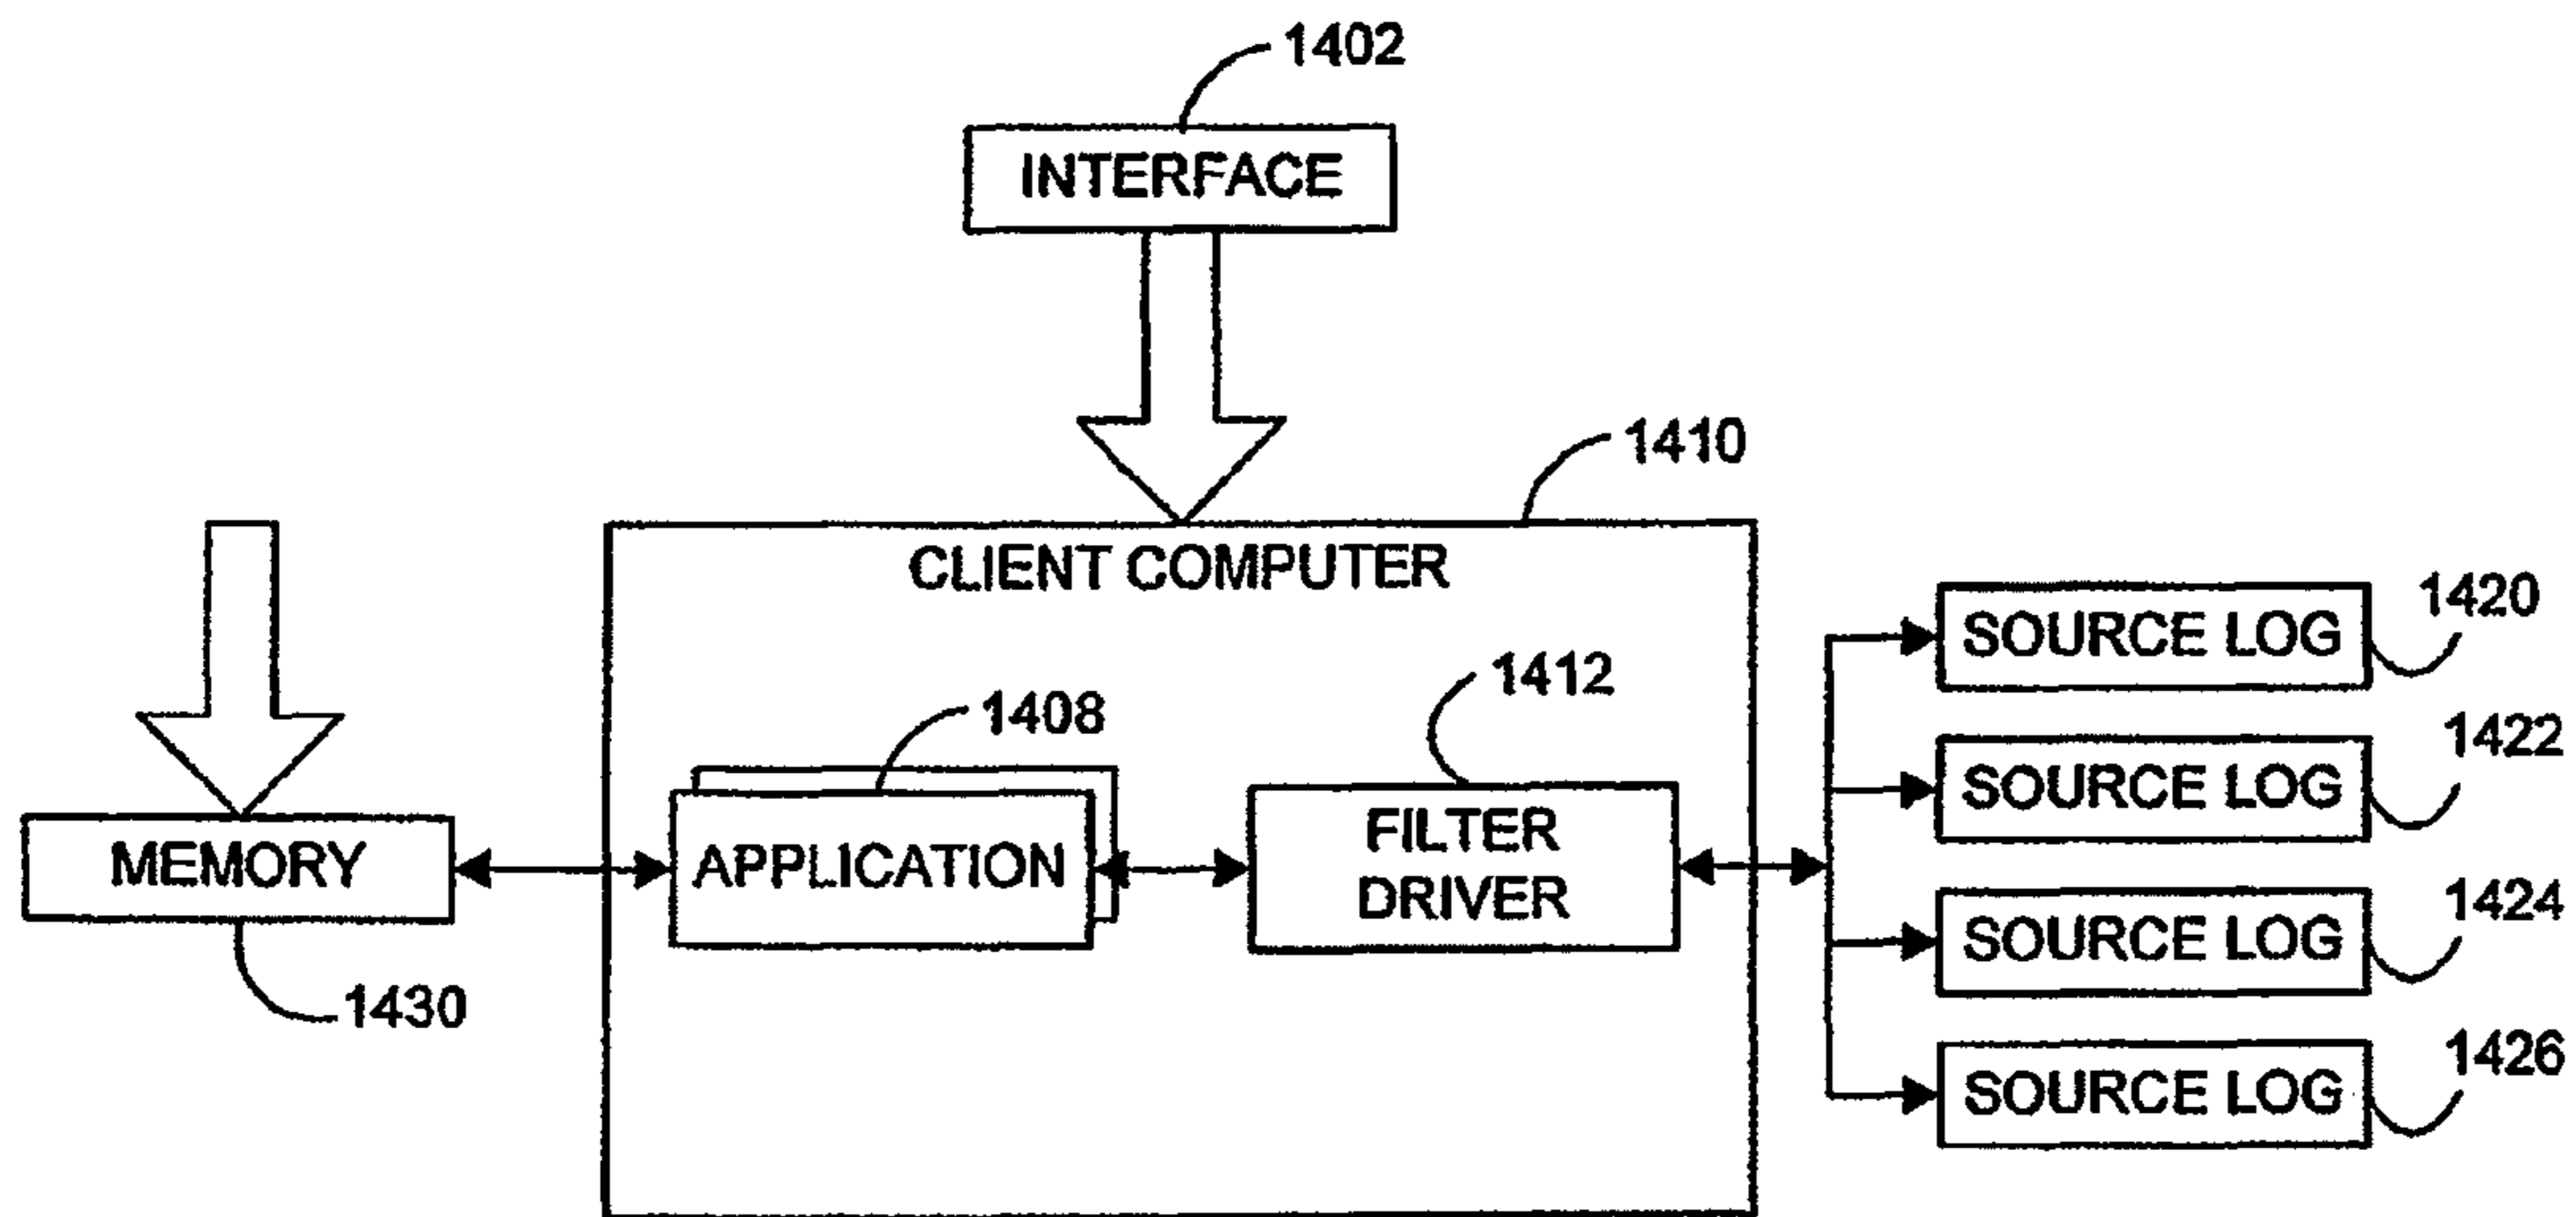 1402
INTERFACE
1410
CLIENT COMPUTER
1420
SOURCE LOG
1412
1408
1422
SOURCE LOG
FILTER
DRIVER
MEMORY
APPLICATION
1424
SOURCE LOG
1430
1426
SOURCE LOG